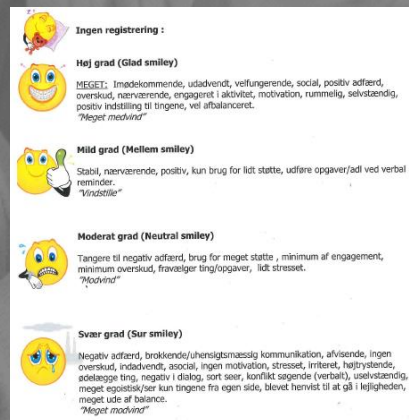 Ingen registrering :
Høj grad (Glad smiley)
MEGET: Imødekommende, udadvendt, velfungerende, social, positiv adfærd,
overskud, nærværende, engageret i aktivitet, motivation, rummelig, selvstændig,
positiv indstilling til tingene, vel afbalanceret.
"Meget medvind"
Mild grad (Mellem smiley)
Stabil, nærværende, positiv, kun brug for lidt støtte, udføre opgaver/adl ved verbal
reminder.
"Vindstille"
Moderat grad (Neutral smiley)
Tangere til negativ adfærd, brug for meget støtte , minimum af engagement,
minimum overskud, fravælger ting/opgaver, lidt stresset.
"Modvind"
Svær grad (Sur smiley)
Negativ adfærd, brokkende/uhensigtsmæssig kommunikation, afvisende, ingen
overskud, indadvendt, asocial, ingen motivation, stresset, irriteret, højtrystende,
ødelægge ting, negativ i dialog, sort seer, konflikt søgende (verbalt), uselvstændig,
meget egoistisk/ser kun tingene fra egen side, blevet henvist til at gå i lejligheden,
meget ude af balance.
"Meget modvind"